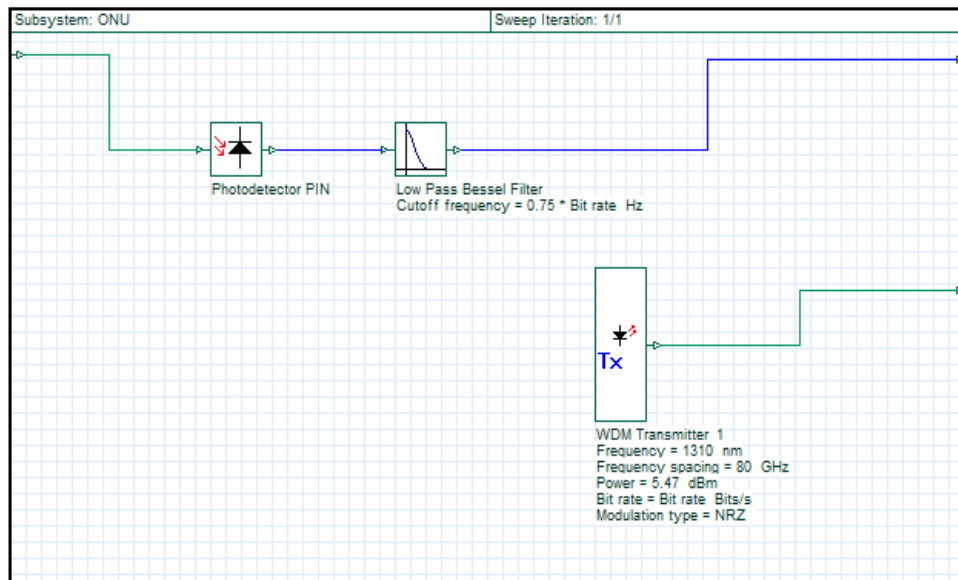 Subsystem: ONU
Sweep Iteration: 1/1
Photodetector PIN
Low Pass Bessel Filter
Cutoff frequency = 0.75 * Bit rate  Hz
Tx
WDM Transmitter  1
Frequency = 1310  nm
Frequency spacing = 80  GHz
Power = 5.47  dBm
Bit rate = Bit rate  Bits/s
Modulation type = NRZ